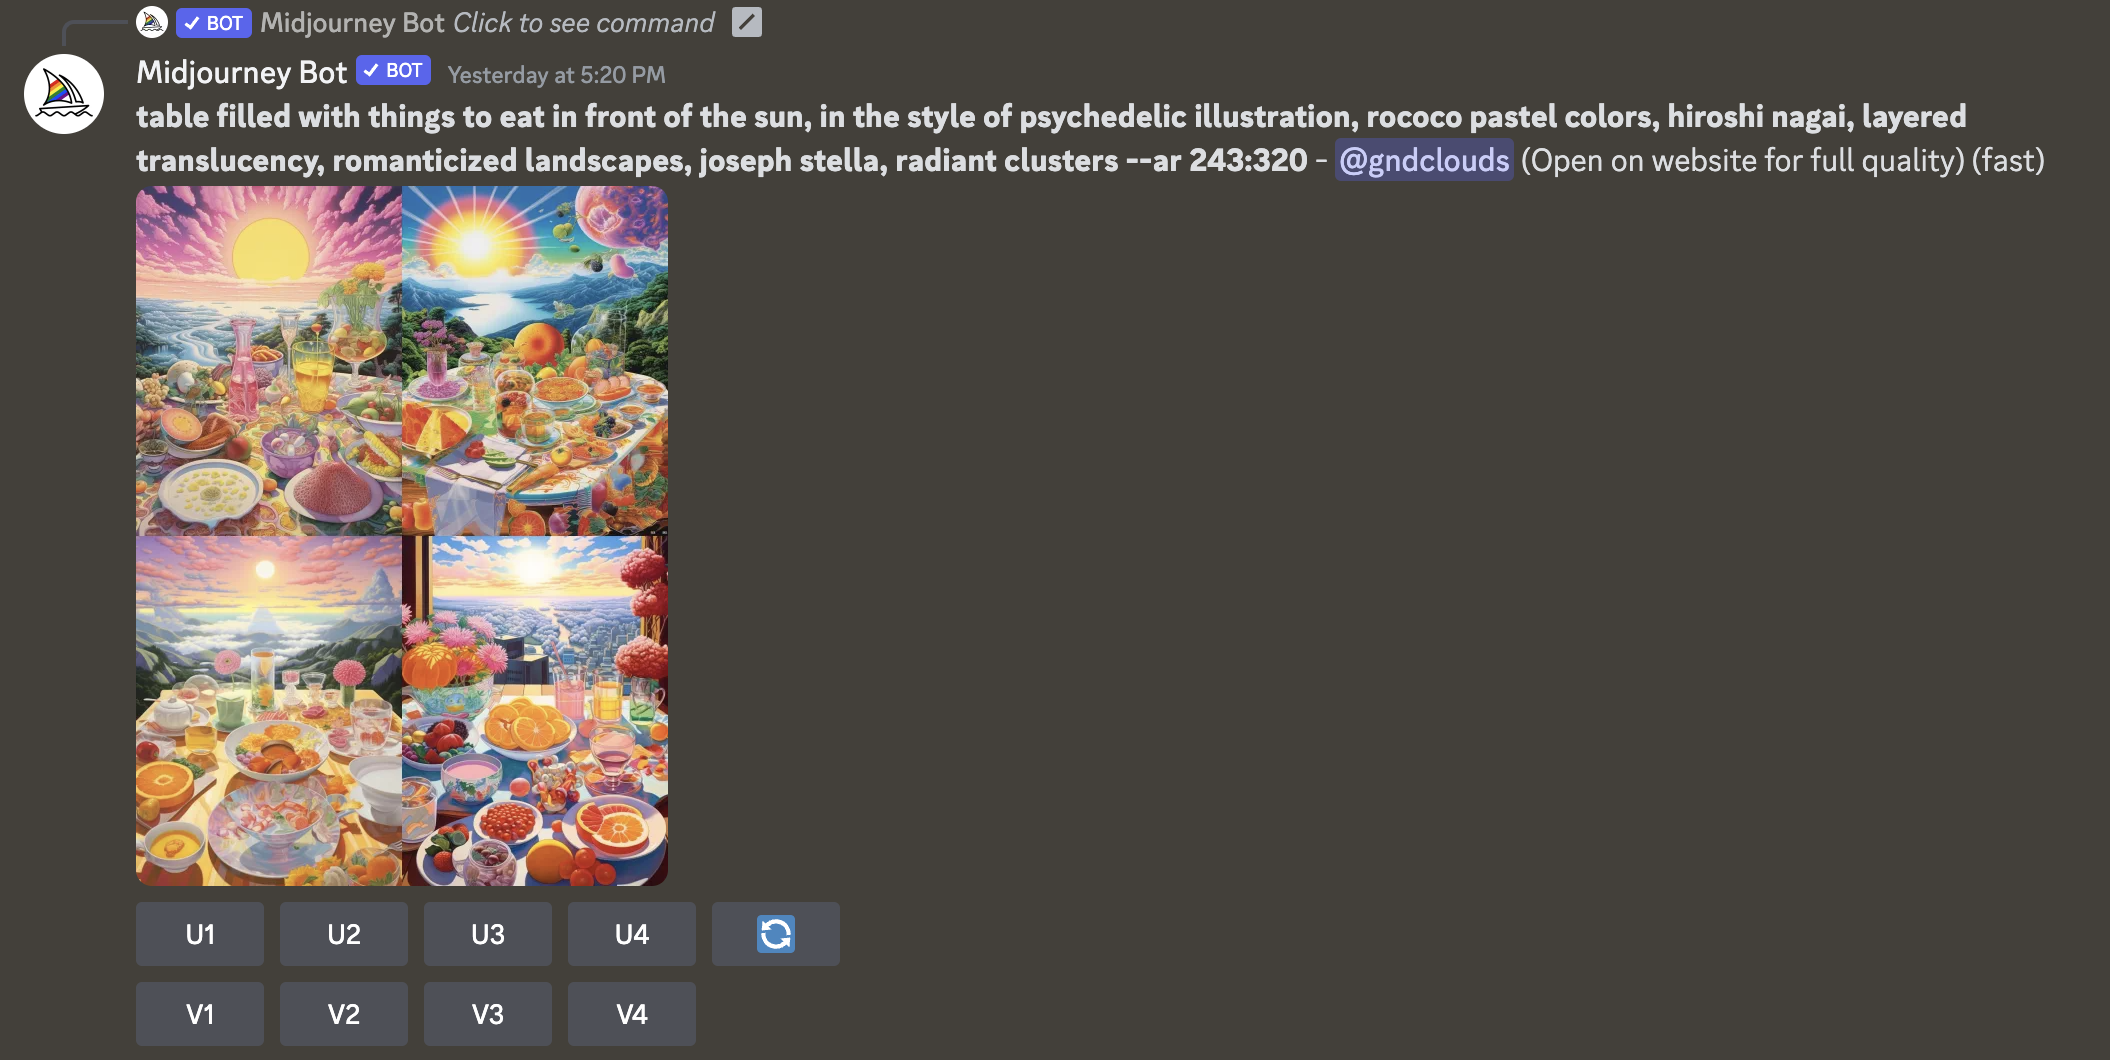 BOT Midjourney Bot Click to see command
Midjourney Bot BOT Yesterday at 5:20 PM
table filled with things to eat in front of the sun, in the style of psychedelic illustration, rococo pastel colors, hiroshi nagai, layered
translucency, romanticized landscapes, joseph stella, radiant clusters --ar 243:320 - @gndclouds (Open on website for full quality) (fast)
U1 U2 U3 U4
V1 V2 V3 V4